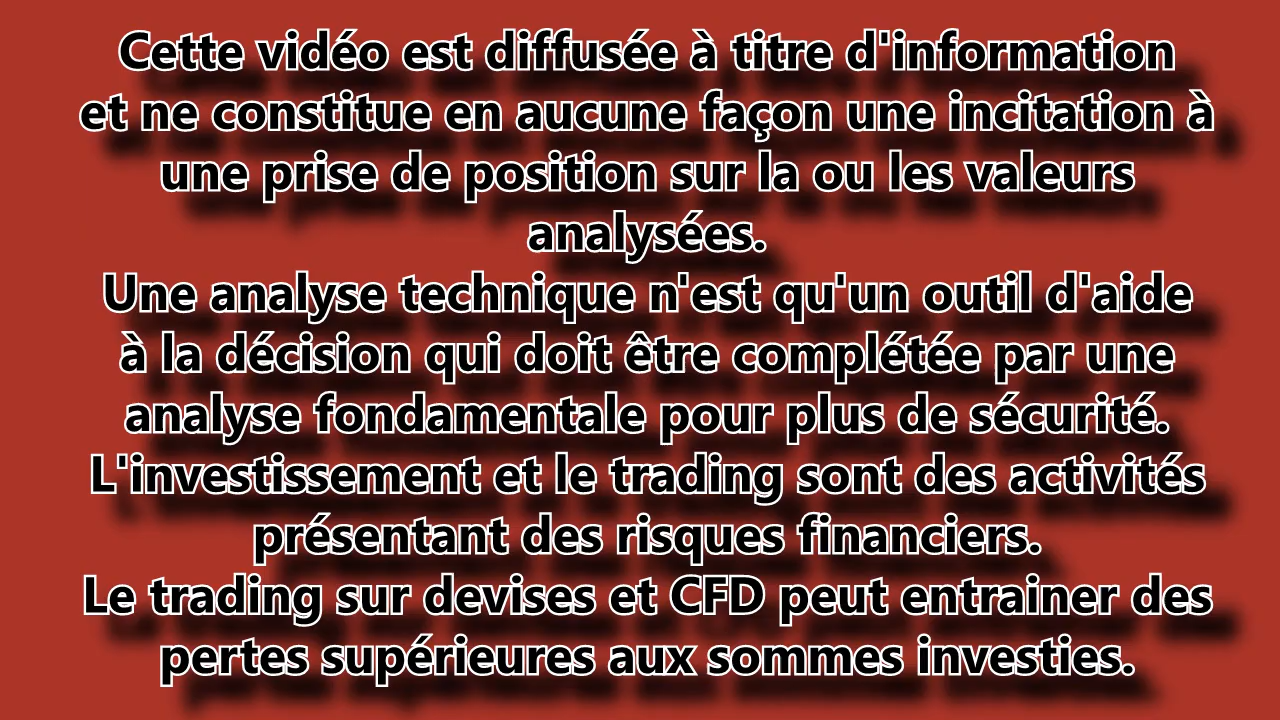 Cette vidéo est diffusée à titre d'information
et ne constitue en aucune façon une incitation à
une prise de position sur la ou les valeurs
analysées.
Une analyse technique n'est qu'un outil d'aide
à la décision qui doit être complétée par une
analyse fondamentale pour plus de sécurité.
L'investissement et le trading sont des activités
présentant des risques financiers.
Le trading sur devises et CFD peut entrainer des
pertes supérieures aux sommes investies.